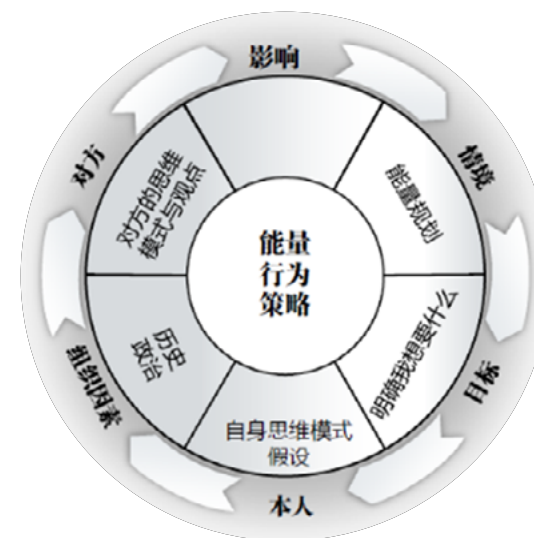 影响
情境
目标
本人
组织因素
对方
能量规划
明确我想要什么
自身思维模式
假设
历史
政治
对方的思维
模式与观点
能量
行为
策略